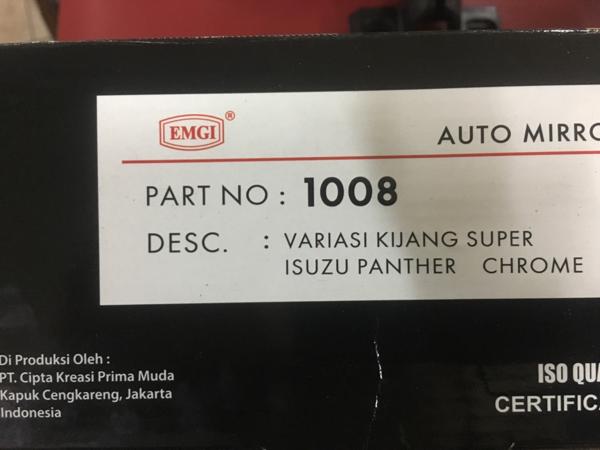 EMGI ®
AUTO MIRRO
PART NO : 1008
DESC. : VARIASI KIJANG SUPER
ISUZU PANTHER CHROME
Di Produksi Oleh :
PT. Cipta Kreasi Prima Muda
Kapuk Cengkareng, Jakarta
Indonesia
ISO QUA
CERTIFICA